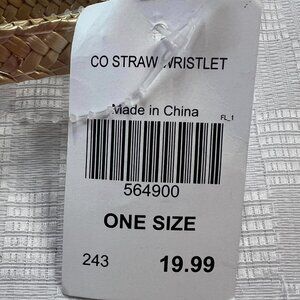 CO STRAW WRISTLET
Made in China
FL_1
564900
ONE SIZE
243 19.99